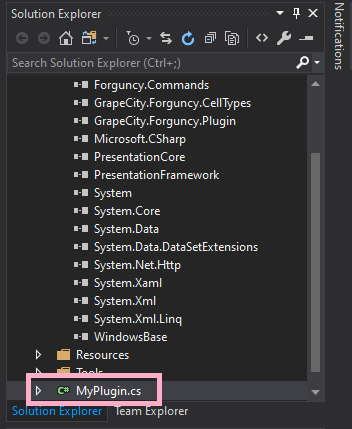 Solution Explorer
Search Solution Explorer (Ctrl+;)
Forguncy.Commands
GrapeCity.Forguncy.CellTypes
GrapeCity.Forguncy.Plugin
Microsoft.CSharp
PresentationCore
PresentationFramework
System
System.Core
System.Data
System.Data.DataSetExtensions
System.Net.Http
System.Xaml
System.Xml
System.Xml.Linq
WindowsBase
Resources
Tools
C# MyPlugin.cs
Solution Explorer Team Explorer
Notifications